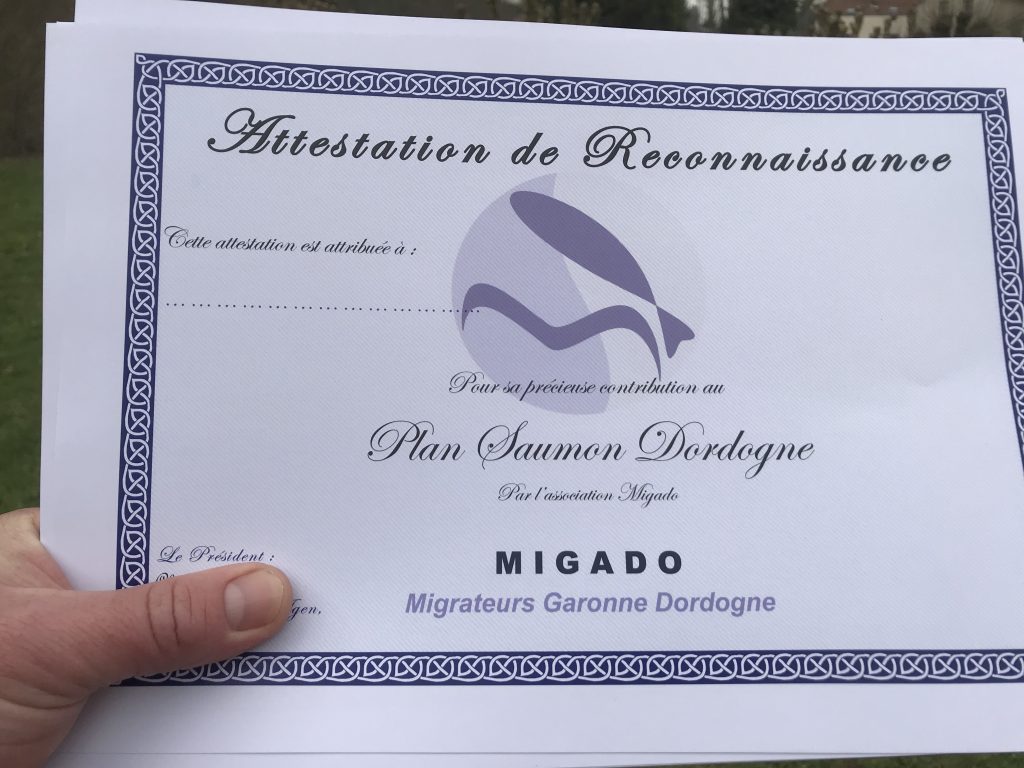 Attestation de Reconnaissance
Cette attestation est attribuée à :
……………………………………
Pour sa précieuse contribution au
Plan Saumon Dordogne
Par l'association Migado
Le Président :
MIGADO
Migrateurs Garonne Dordogne